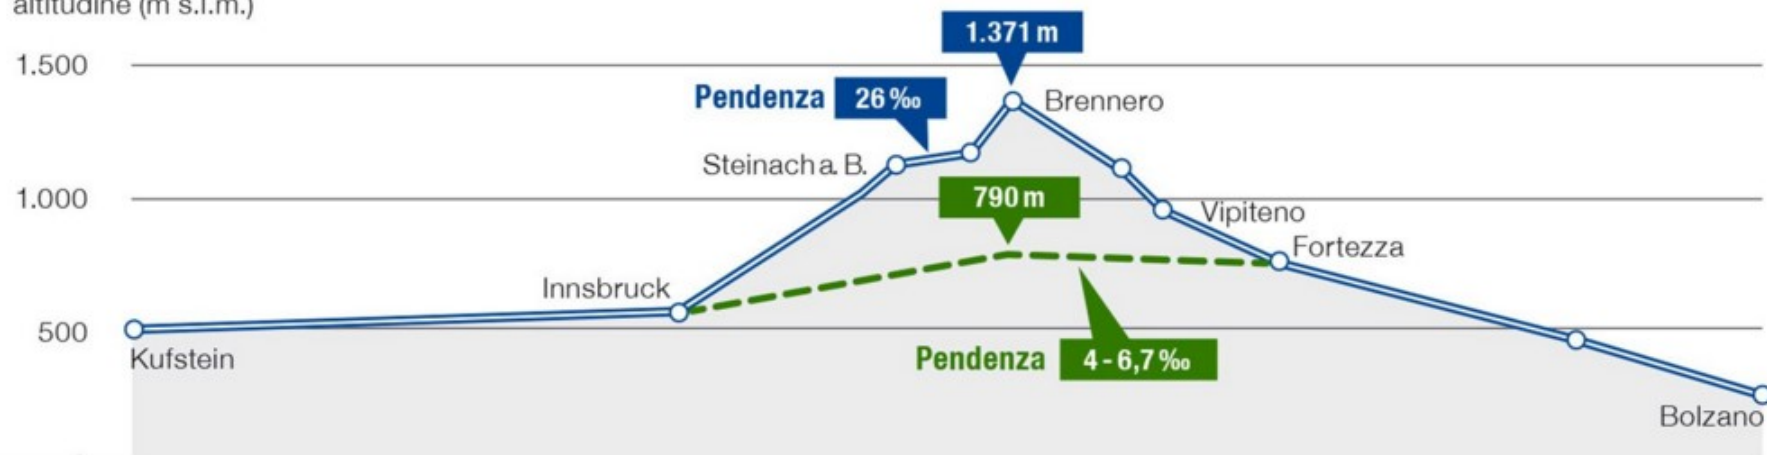 altitudine (m s.l.m.)
1.371 m
1.500
Pendenza 26 ‰
Brennero
Steinach a. B.
1.000
790 m
Vipiteno
Fortezza
Innsbruck
500
Kufstein
Pendenza 4 - 6,7 ‰
Bolzano